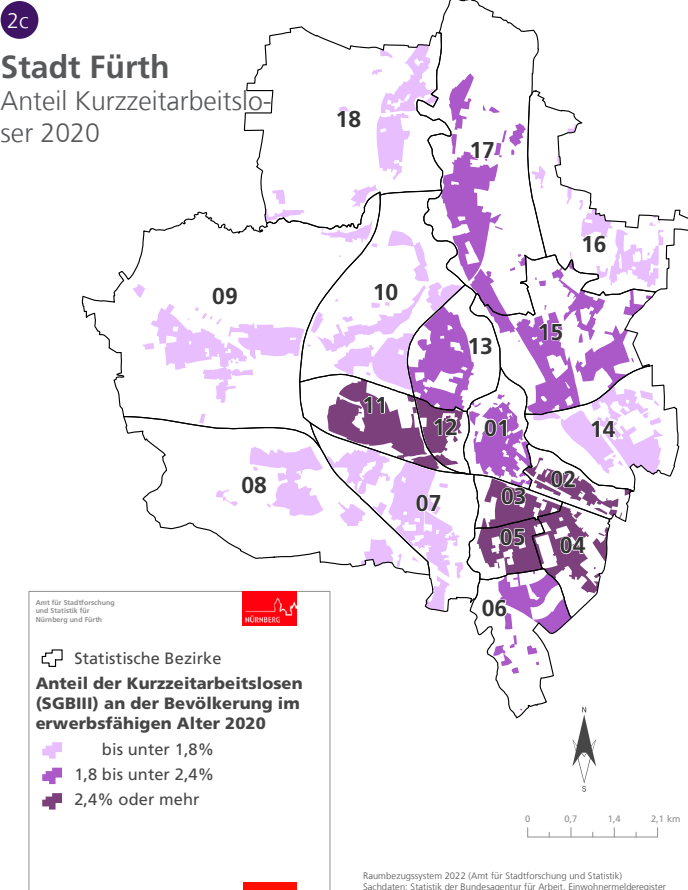 2c
Stadt Fürth
Anteil Kurzzeitarbeitslo-
ser 2020
18
17
16
09
10
15
13
11
12
01
14
08
07
02
03
05
04
06
Amt für Stadtforschung
und Statistik für
Nürnberg und Fürth
NÜRNBERG
Statistische Bezirke
Anteil der Kurzzeitarbeitslosen
(SGBIII) an der Bevölkerung im
erwerbsfähigen Alter 2020
bis unter 1,8%
1,8 bis unter 2,4%
2,4% oder mehr
N
S
0 0,7 1,4 2,1 km
Raumbezugssystem 2022 (Amt für Stadtforschung und Statistik)
Sachdaten: Statistik der Bundesagentur für Arbeit, Einwohnermelderegister